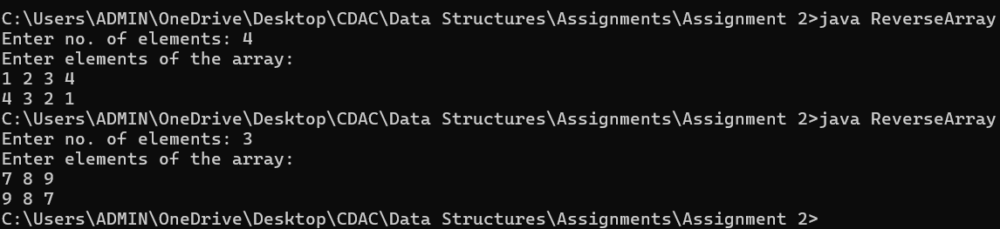 C:\Users\ADMIN\OneDrive\Desktop\CDAC\Data Structures\Assignments\Assignment 2>java ReverseArray
Enter no. of elements: 4
Enter elements of the array:
1 2 3 4
4 3 2 1
C:\Users\ADMIN\OneDrive\Desktop\CDAC\Data Structures\Assignments\Assignment 2>java ReverseArray
Enter no. of elements: 3
Enter elements of the array:
7 8 9
9 8 7
C:\Users\ADMIN\OneDrive\Desktop\CDAC\Data Structures\Assignments\Assignment 2>